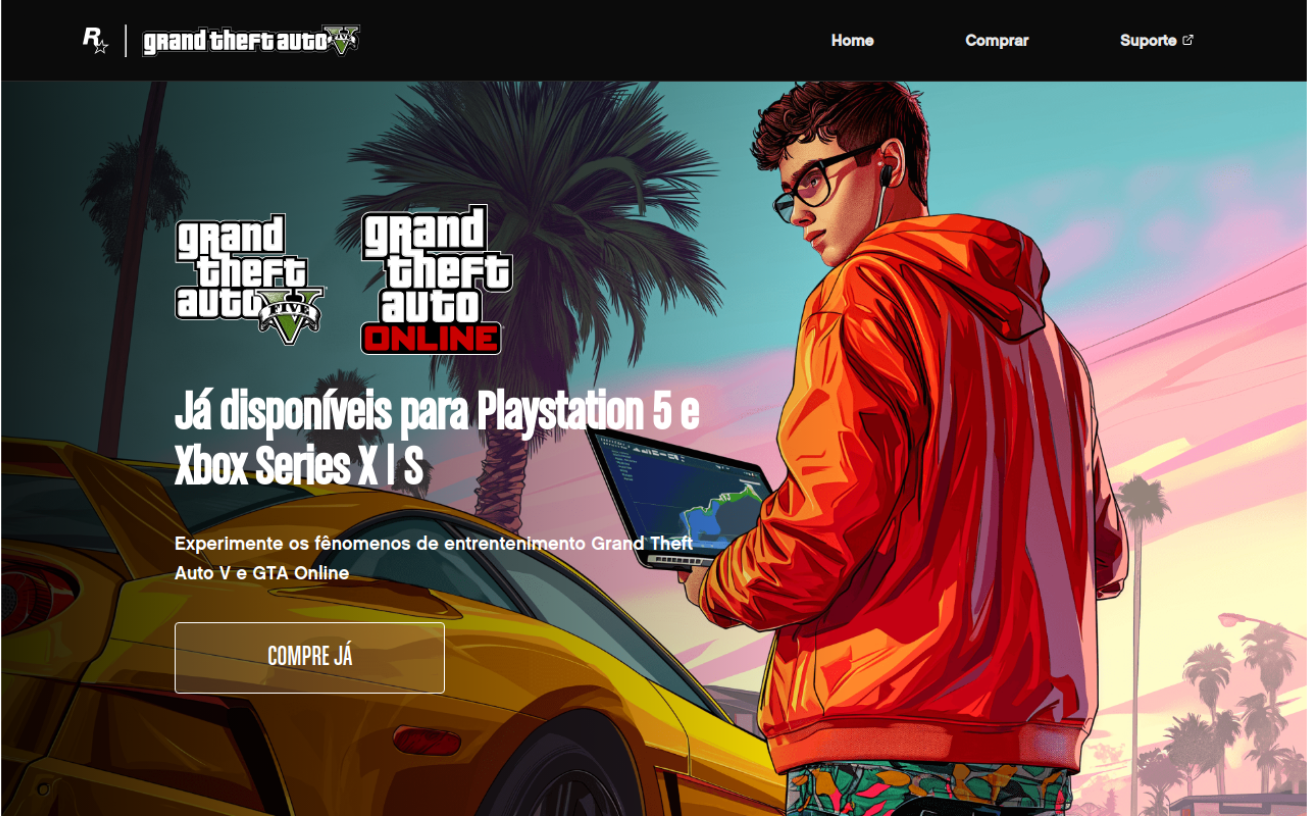 R
grand theft auto V
Home
Comprar
Suporte
grand
theft
auto
FIVE
grand
theft
auto
ONLINE
Já disponíveis para Playstation 5 e
Xbox Series X | S
Experimente os fênomenos de entrentenimento Grand Theft
Auto V e GTA Online
COMPRE JÁ